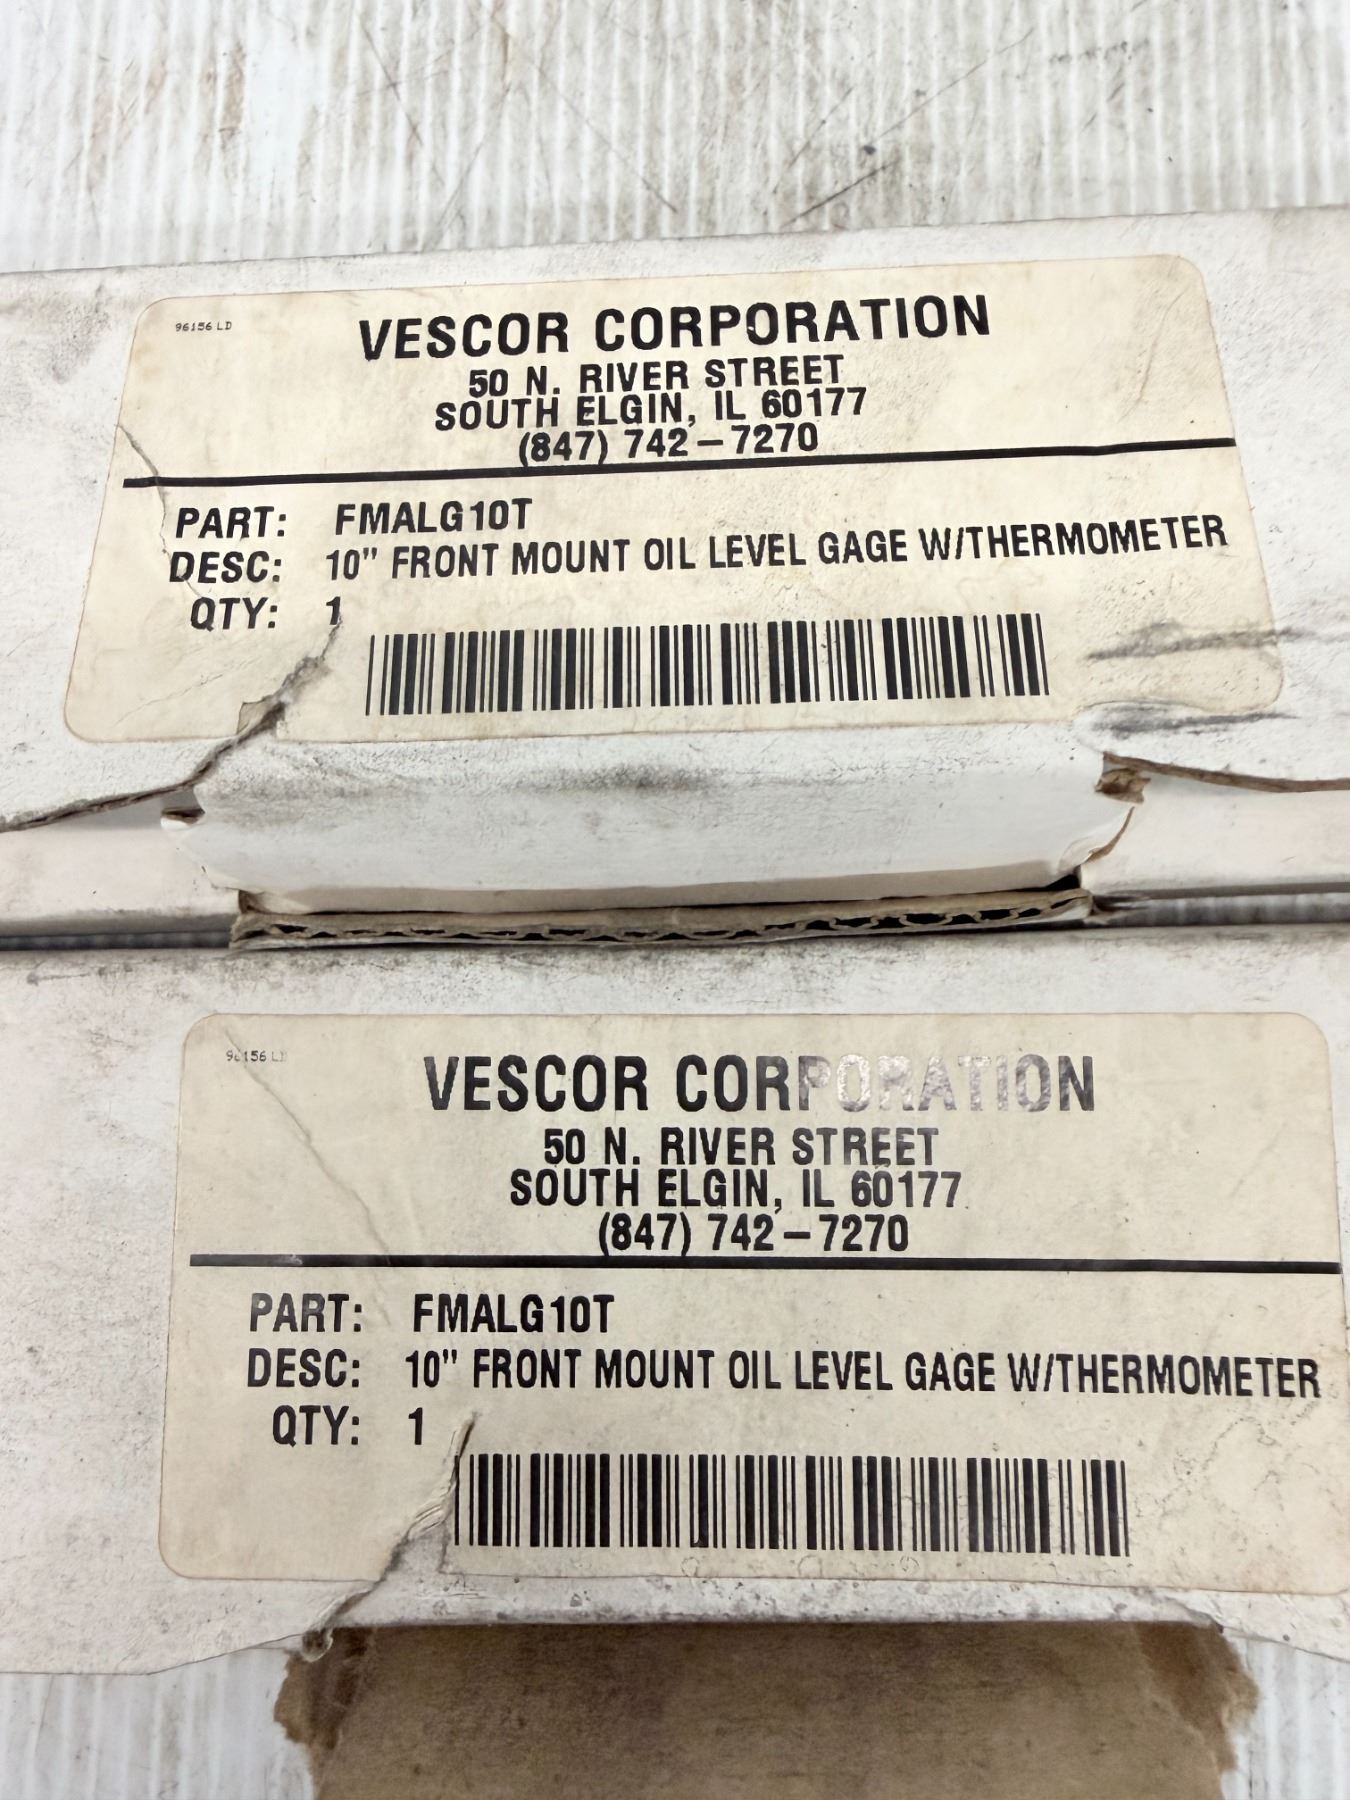 96156 LD
VESCOR CORPORATION
50 N. RIVER STREET
SOUTH ELGIN, IL 60177
(847) 742-7270
PART: FMALG10T
DESC: 10" FRONT MOUNT OIL LEVEL GAGE W/THERMOMETER
QTY: 1
96156 LD
VESCOR CORPORATION
50 N. RIVER STREET
SOUTH ELGIN, IL 60177
(847) 742-7270
PART: FMALG10T
DESC: 10" FRONT MOUNT OIL LEVEL GAGE W/THERMOMETER
QTY: 1